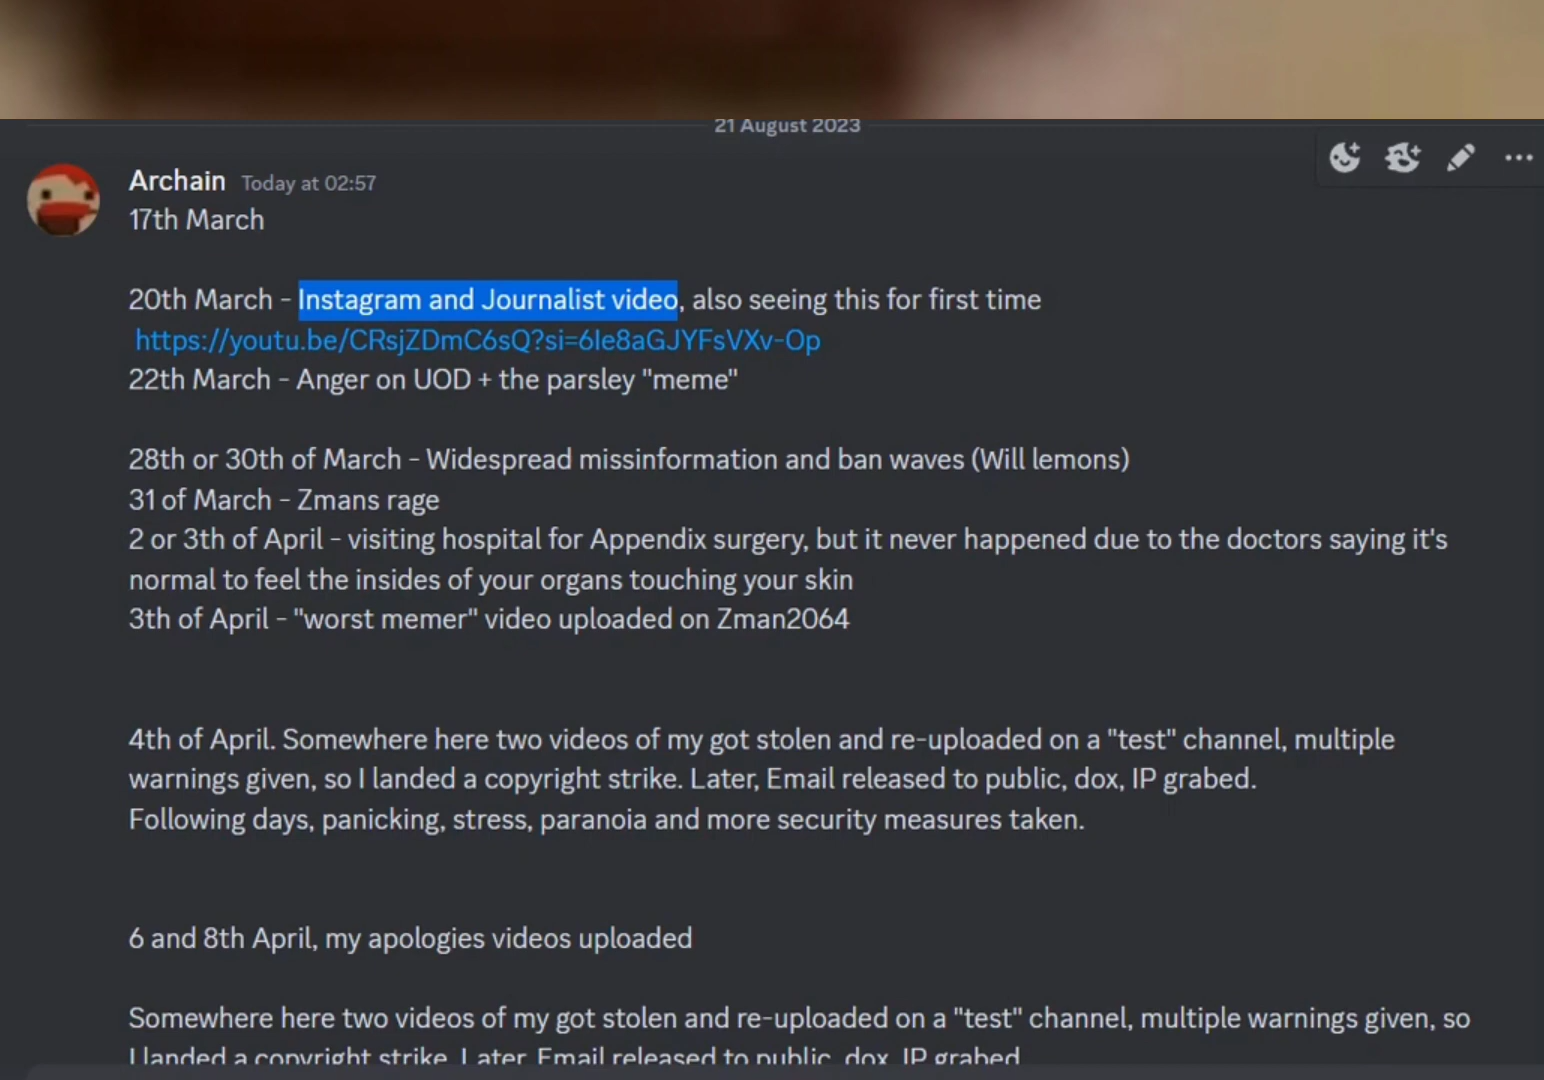 21 August 2023
Archain Today at 02:57
17th March
20th March - Instagram and Journalist video, also seeing this for first time
https://youtu.be/CRsjZDmC6sQ?si=6Ie8aGJYFsVXv-Op
22th March - Anger on UOD + the parsley "meme"
28th or 30th of March - Widespread missinformation and ban waves (Will lemons)
31 of March - Zmans rage
2 or 3th of April - visiting hospital for Appendix surgery, but it never happened due to the doctors saying it's
normal to feel the insides of your organs touching your skin
3th of April - "worst memer" video uploaded on Zman2064
4th of April. Somewhere here two videos of my got stolen and re-uploaded on a "test" channel, multiple
warnings given, so I landed a copyright strike. Later, Email released to public, dox, IP grabed.
Following days, panicking, stress, paranoia and more security measures taken.
6 and 8th April, my apologies videos uploaded
Somewhere here two videos of my got stolen and re-uploaded on a "test" channel, multiple warnings given, so
I landed a copyright strike. Later, Email released to public, dox, IP grabed